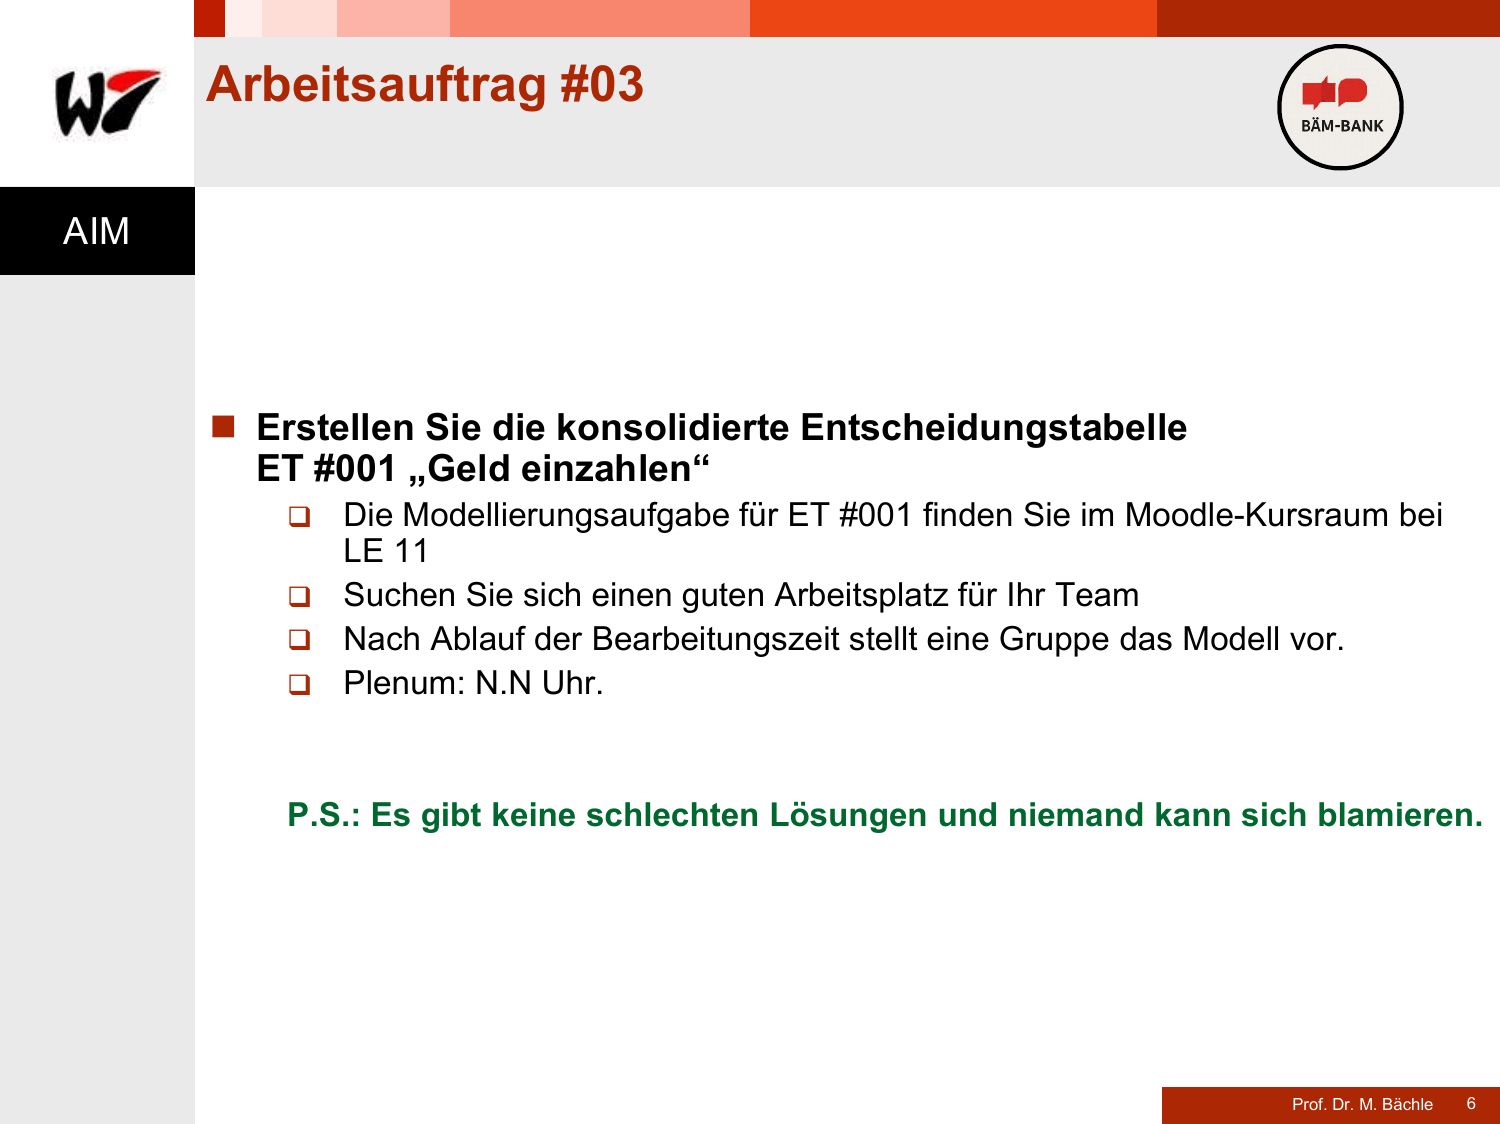 Arbeitsauftrag #03
BÄM-BANK
AIM
Erstellen Sie die konsolidierte Entscheidungstabelle
ET #001 „Geld einzahlen“
Die Modellierungsaufgabe für ET #001 finden Sie im Moodle-Kursraum bei
LE 11
Suchen Sie sich einen guten Arbeitsplatz für Ihr Team
Nach Ablauf der Bearbeitungszeit stellt eine Gruppe das Modell vor.
Plenum: N.N Uhr.
P.S.: Es gibt keine schlechten Lösungen und niemand kann sich blamieren.
Prof. Dr. M. Bächle 6